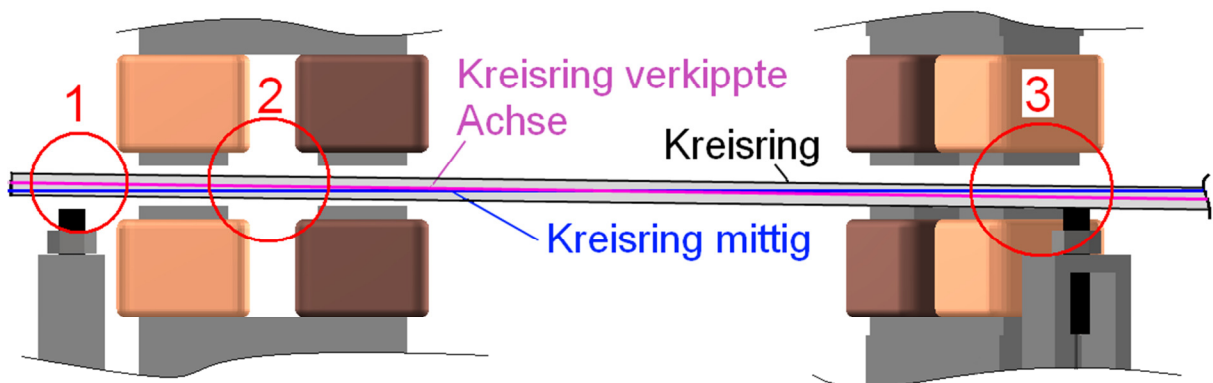 1
2
Kreisring verkippte
Achse
Kreisring
3
Kreisring mittig